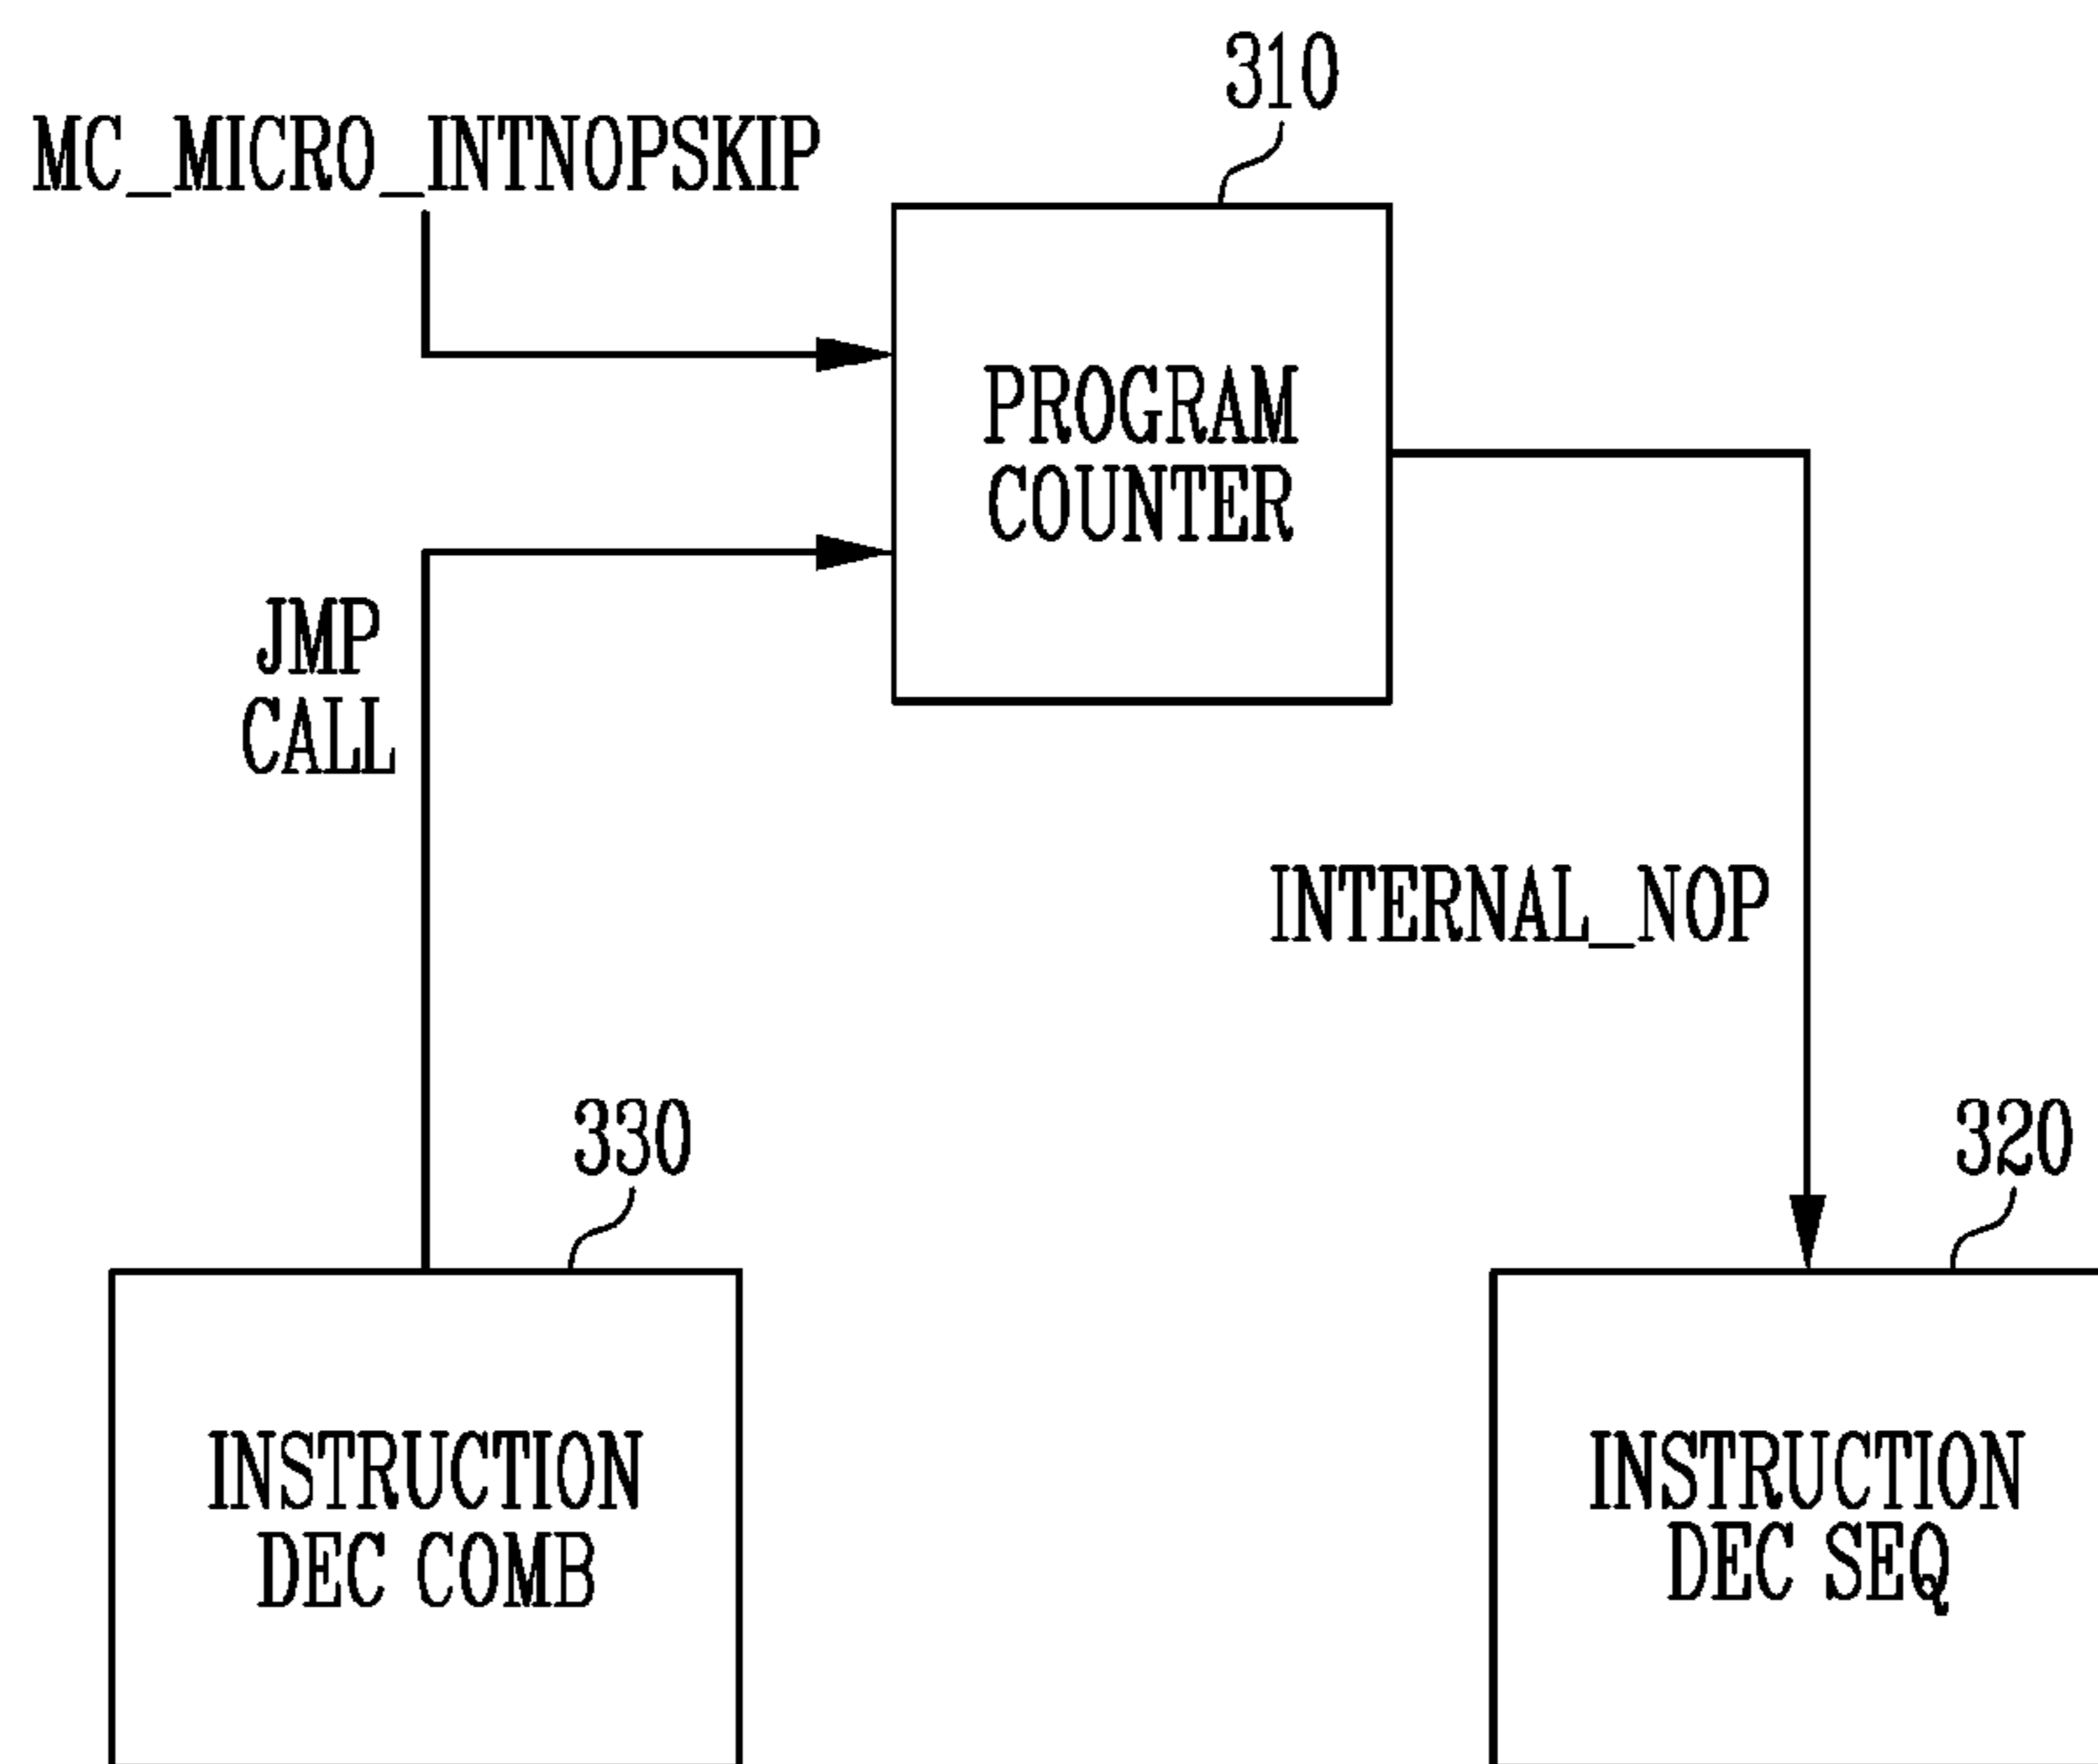 310
MC_MICRO_INTNOPSKIP
PROGRAM
COUNTER
JMP
CALL
INTERNAL_NOP
330
320
INSTRUCTION
DEC COMB
INSTRUCTION
DEC SEQ